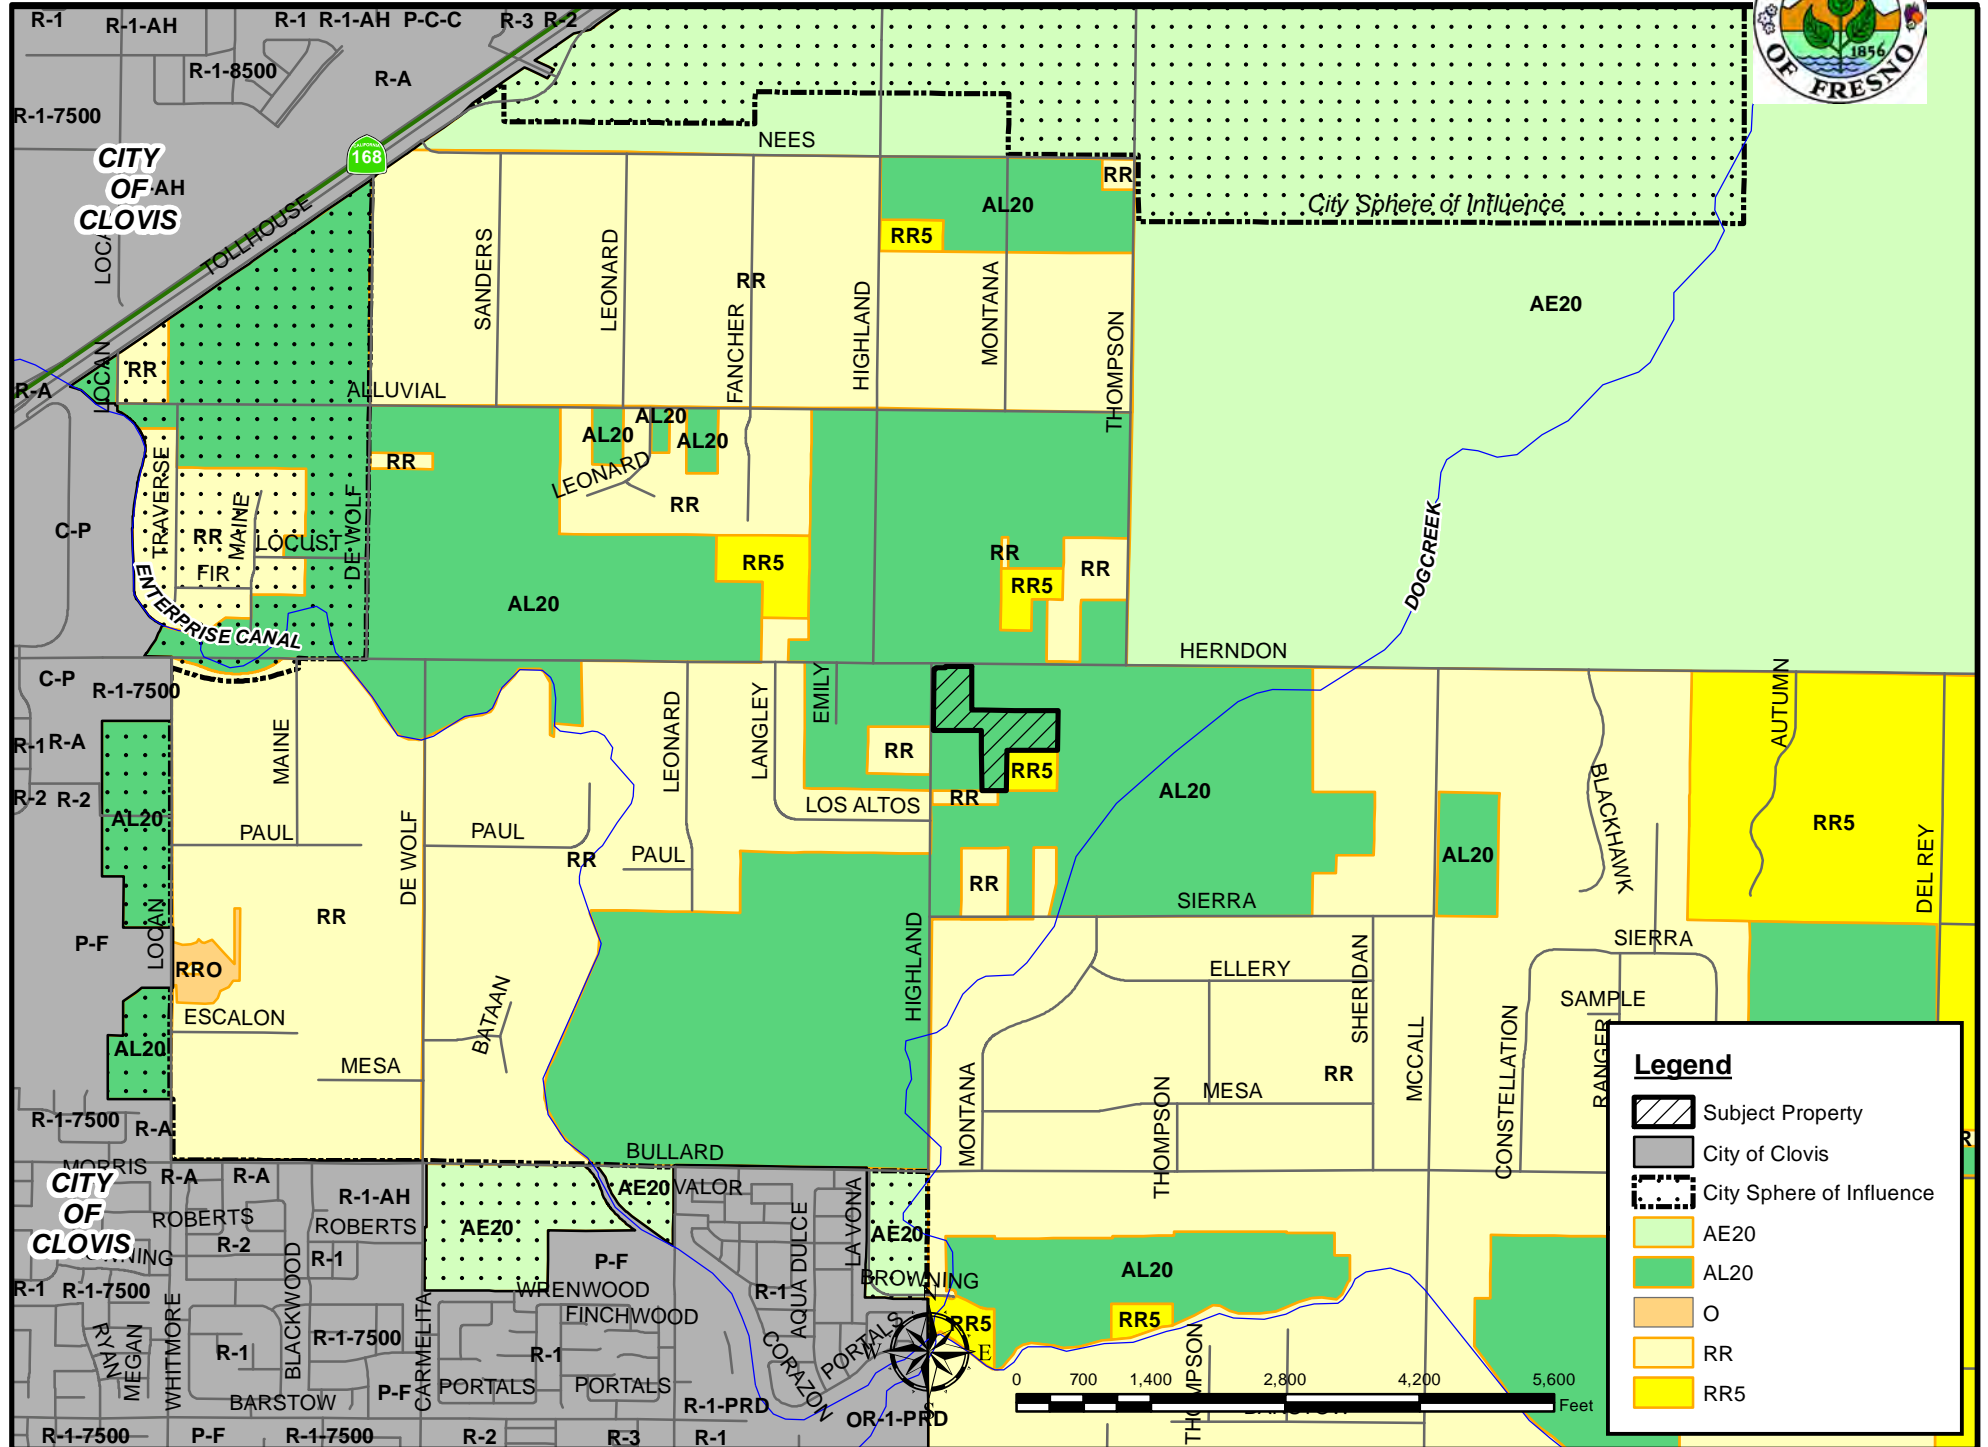 R-1
R-1-AH
R-1
R-1-AH
P-C-C
R-3
R-2
R-1-8500
R-A
R-1-7500
CITY
OF
CLOVIS
-AH
168
TOLLHOUSE
1856
OF FRESNO
NEES
City Sphere of Influence
RR
AL20
RR5
SANDERS
LEONARD
RR
FANCHER
HIGHLAND
MONTANA
THOMPSON
AE20
LOCAN
RR
R-A
ALLUVIAL
AL20
AL20
AL20
LEONARD
RR
RR
TRAVERSE
MAINE
RR
LOCUST
FIR
DE WOLF
C-P
ENTERPRISE CANAL
AL20
RR5
RR
RR5
RR
DOGCREEK
HERNDON
C-P
R-1-7500
R-1
R-A
R-2
R-2
AL20
MAINE
PAUL
DE WOLF
PAUL
RR
LEONARD
PAUL
LANGLEY
EMILY
RR
LOS ALTOS
RR
RR5
AL20
RR
SIERRA
AL20
BLACKHAWK
AUTUMN
RR5
DEL REY
P-F
LOCAN
RR
RRO
ESCALON
AL20
MESA
BATAAN
HIGHLAND
ELLERY
SHERIDAN
SIERRA
SAMPLE
RANGER
CONSTELLATION
MCCALL
RR
MESA
MONTANA
THOMPSON
BULLARD
R-1-7500
R-A
MORRIS
CITY
OF
CLOVIS
R-A
R-A
R-1-AH
ROBERTS
ROBERTS
R-2
R-1
R-1
R-1-7500
RYAN
MEGAN
WHITMORE
R-1
BLACKWOOD
R-1-7500
BARSTOW
P-F
CARMELITA
AE20
AE20
VALOR
P-F
WRENWOOD
FINCHWOOD
R-1
PORTALS
PORTALS
R-1
AQUA DULCE
LA VONA
AE20
BROWNING
CORAZON
PORTALS
RR5
AL20
RR5
THOMPSON
R-1-PRD
R-1-7500
P-F
R-1-7500
R-2
R-3
R-1
E
S
0
700
1,400
2,800
4,200
5,600
Feet
Legend
Subject Property
City of Clovis
City Sphere of Influence
AE20
AL20
O
RR
RR5